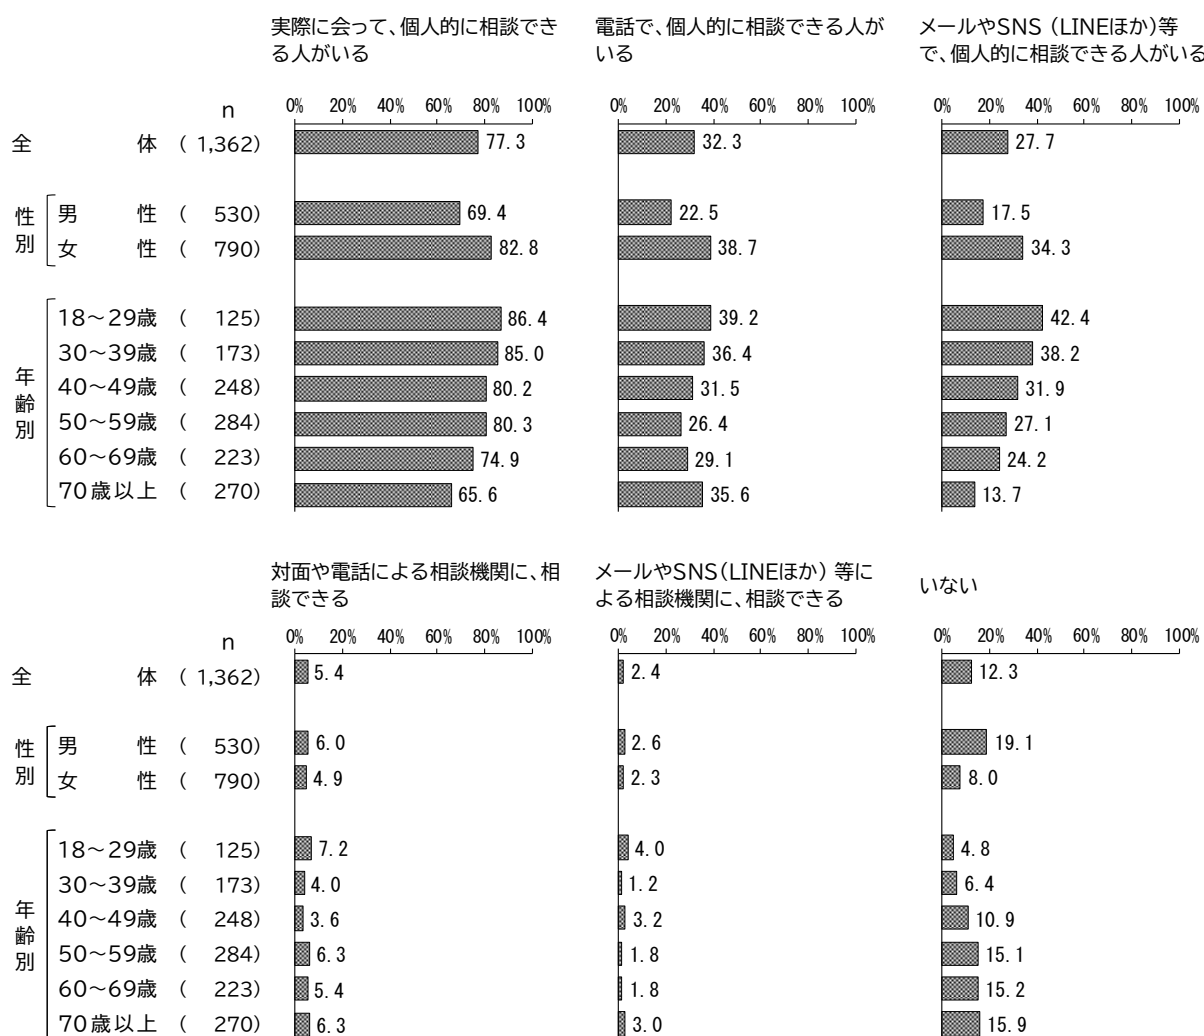 実際に会って、個人的に相談でき
る人がいる
電話で、個人的に相談できる人が
いる
メールやSNS（LINEほか）等
で、個人的に相談できる人がいる
n 0% 20% 40% 60% 80% 100% 0% 20% 40% 60% 80% 100% 0% 20% 40% 60% 80% 100%
全体 (1,362) 77.3 32.3 27.7
性別
男性 (530) 69.4 22.5 17.5
女性 (790) 82.8 38.7 34.3
年齢別
18～29歳 (125) 86.4 39.2 42.4
30～39歳 (173) 85.0 36.4 38.2
40～49歳 (248) 80.2 31.5 31.9
50～59歳 (284) 80.3 26.4 27.1
60～69歳 (223) 74.9 29.1 24.2
70歳以上 (270) 65.6 35.6 13.7
対面や電話による相談機関に、相
談できる
メールやSNS（LINEほか）等に
よる相談機関に、相談できる
いない
n 0% 20% 40% 60% 80% 100% 0% 20% 40% 60% 80% 100% 0% 20% 40% 60% 80% 100%
全体 (1,362) 5.4 2.4 12.3
性別
男性 (530) 6.0 2.6 19.1
女性 (790) 4.9 2.3 8.0
年齢別
18～29歳 (125) 7.2 4.0 4.8
30～39歳 (173) 4.0 1.2 6.4
40～49歳 (248) 3.6 3.2 10.9
50～59歳 (284) 6.3 1.8 15.1
60～69歳 (223) 5.4 1.8 15.2
70歳以上 (270) 6.3 3.0 15.9